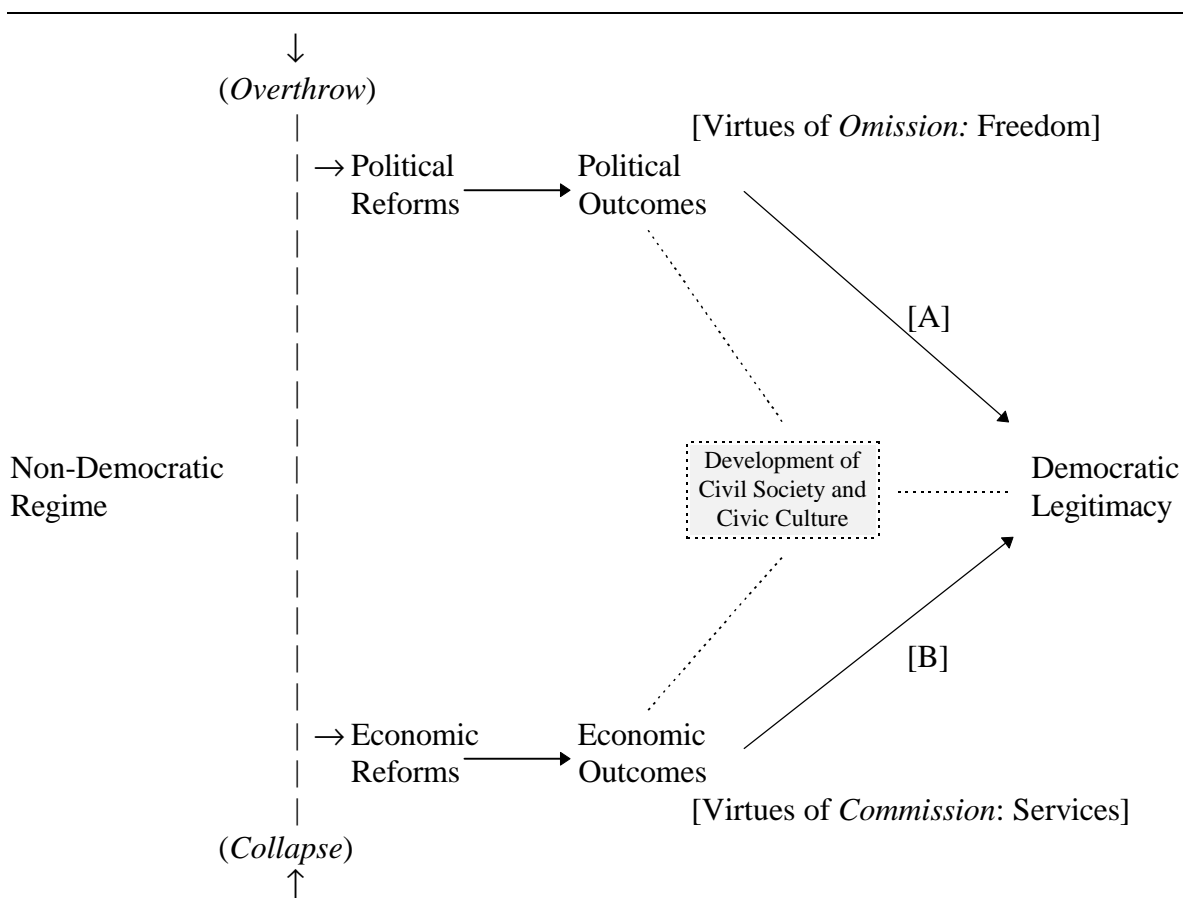 (Overthrow)
[Virtues of Omission: Freedom]
→ Political
Reforms
Political
Outcomes
[A]
Non-Democratic
Regime
Development of
Civil Society and
Civic Culture
Democratic
Legitimacy
[B]
→ Economic
Reforms
Economic
Outcomes
[Virtues of Commission: Services]
(Collapse)